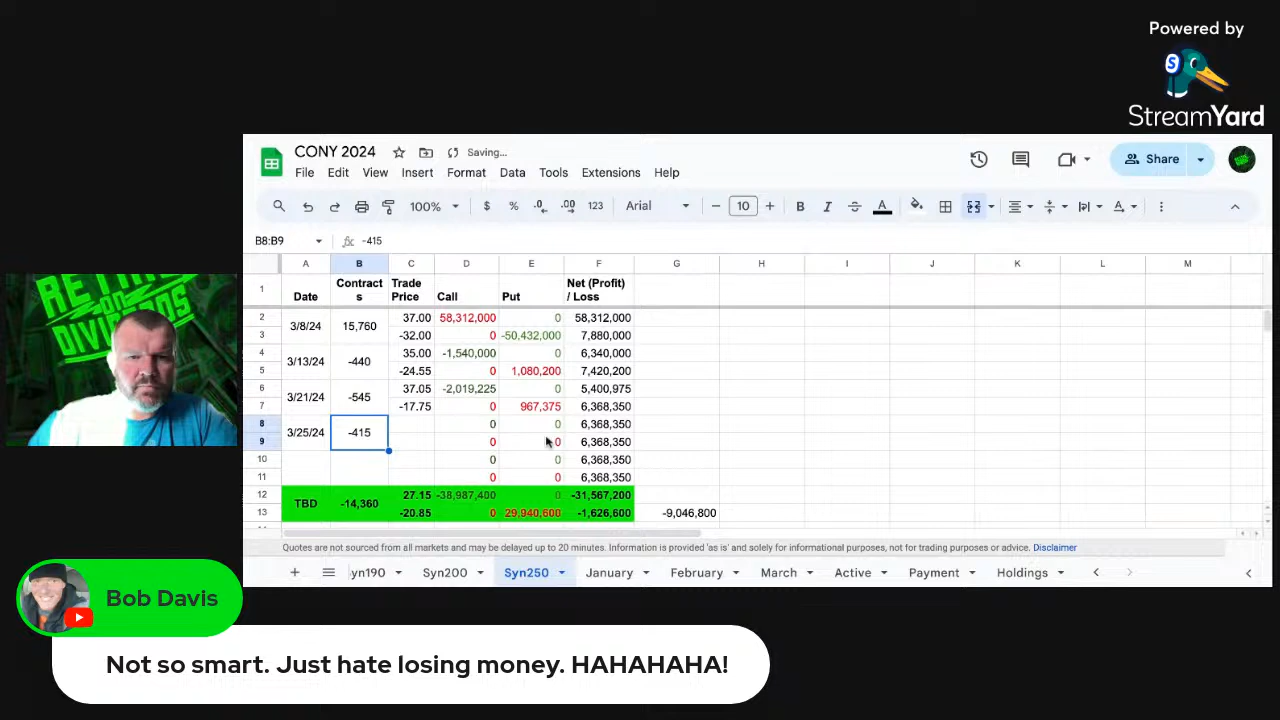 Powered by
StreamYard
CONY 2024 Saving...
File Edit View Insert Format Data Tools Extensions Help
Share
100% $ % .0 .00 123 Arial − 10 + B I A
B8:B9 fx -415
A B C D E F G H I J K L M
1 Date Contracts Trade Price Call Put Net (Profit) / Loss
2 3/8/24 15,760 37.00 58,312,000 0 58,312,000
3 -32.00 0 -50,432,000 7,880,000
4 3/13/24 -440 35.00 -1,540,000 0 6,340,000
5 -24.55 0 1,080,200 7,420,200
6 3/21/24 -545 37.05 -2,019,225 0 5,400,975
7 -17.75 0 967,375 6,368,350
8 3/25/24 -415 0 0 6,368,350
9 0 0 6,368,350
10 0 0 6,368,350
11 0 0 6,368,350
12 TBD -14,360 27.15 -38,987,400 0 -31,567,200
13 -20.85 0 29,940,600 -1,626,600 -9,046,800
Quotes are not sourced from all markets and may be delayed up to 20 minutes. Information is provided 'as is' and solely for informational purposes, not for trading purposes or advice. Disclaimer
+ yn190 Syn200 Syn250 January February March Active Payment Holdings
RETI
ON
DIVIDENDS
S
Bob Davis
Not so smart. Just hate losing money. HAHAHAHA!